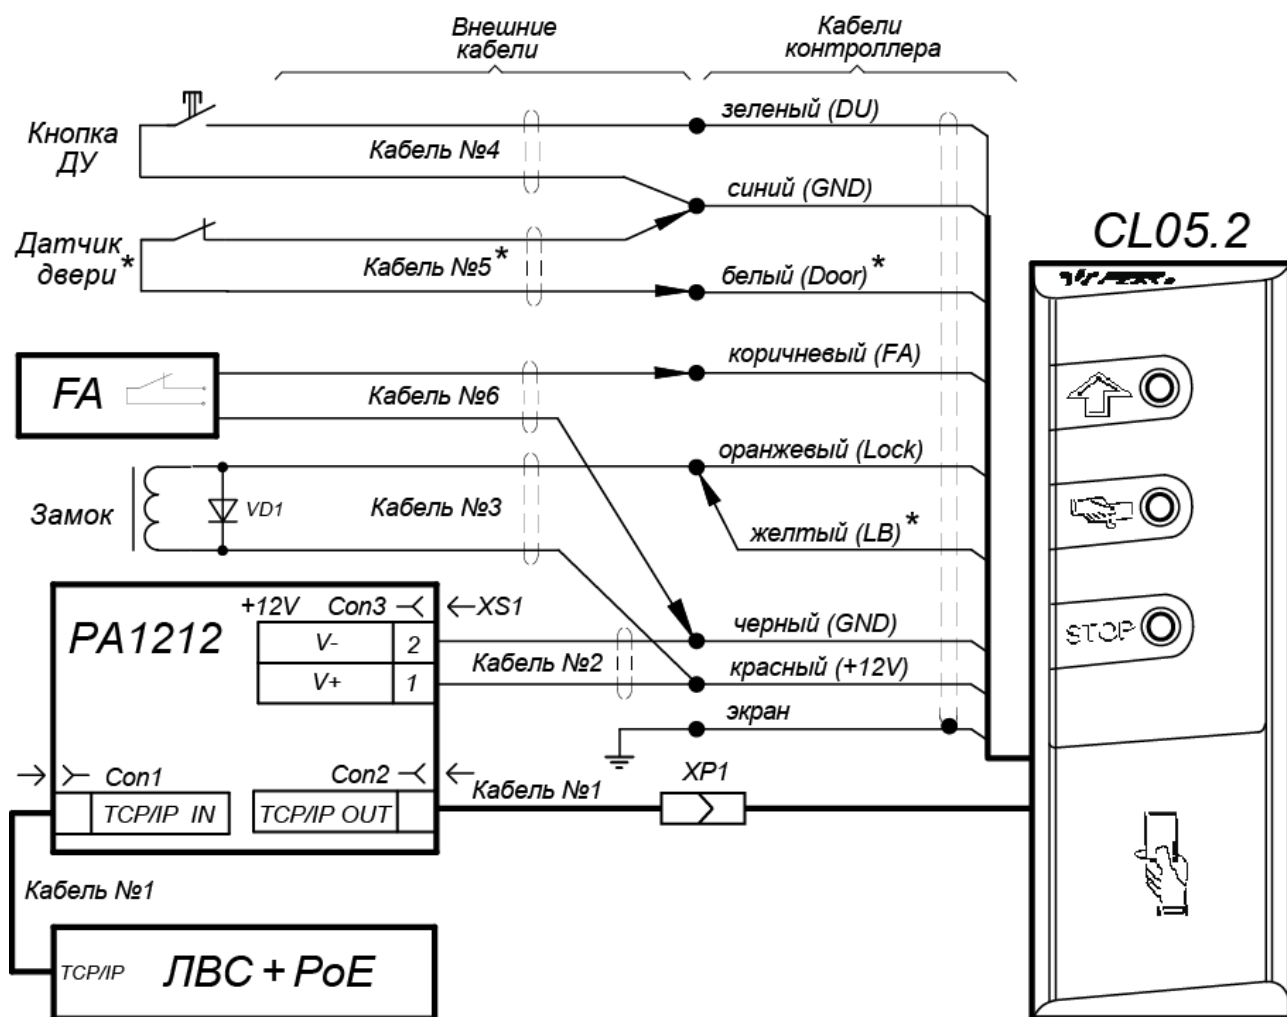 Внешние
кабели
Кабели
контроллера
зеленый (DU)
Кнопка
ДУ
Кабель №4
синий (GND)
CL05.2
Датчик
двери*
Кабель №5*
белый (Door)*
коричневый (FA)
FA
Кабель №6
оранжевый (Lock)
Замок
VD1
Кабель №3
желтый (LB)*
+12V Con3
XS1
PA1212
V- 2
черный (GND)
Кабель №2
V+ 1
красный (+12V)
экран
STOP
Con1
Con2
Кабель №1
XP1
TCP/IP IN
TCP/IP OUT
Кабель №1
TCP/IP
ЛВС + PoE